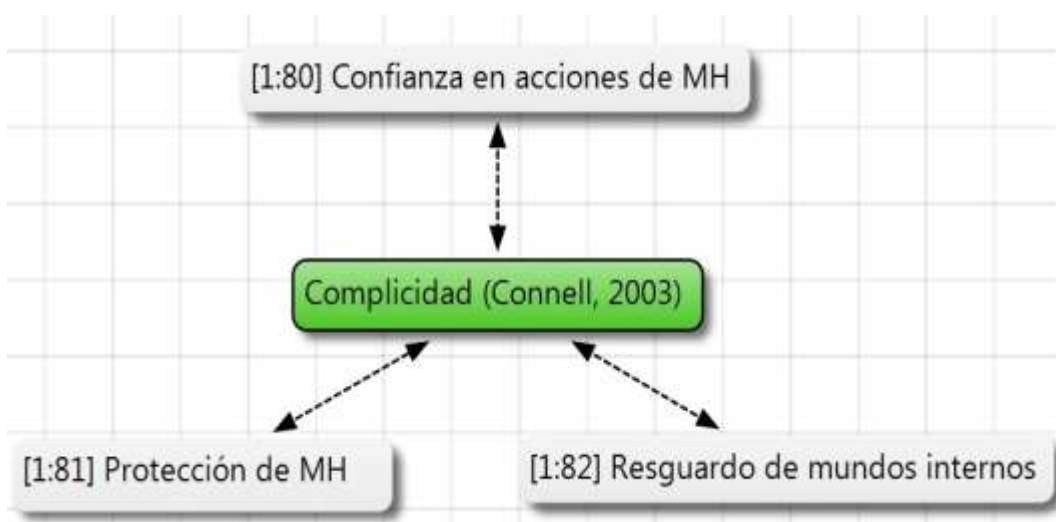 [1:80] Confianza en acciones de MH
Complicidad (Connell, 2003)
[1:81] Protección de MH
[1:82] Resguardo de mundos internos